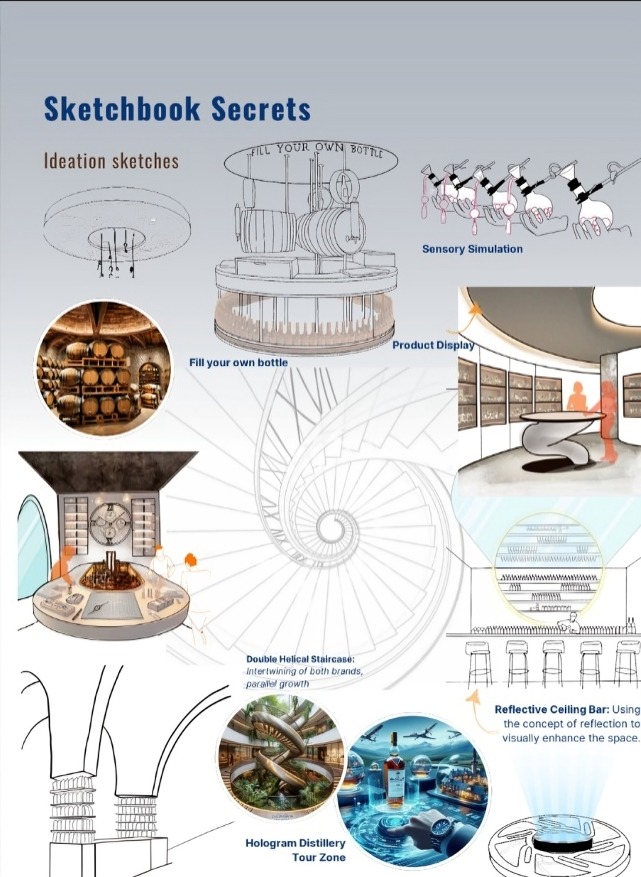 Sketchbook Secrets
Ideation sketches
FILL YOUR OWN BOTTLE
Sensory Simulation
Product Display
Fill your own bottle
Double Helical Staircase:
Intertwining of both brands,
parallel growth
Reflective Ceiling Bar: Using
the concept of reflection to
visually enhance the space.
Hologram Distillery
Tour Zone